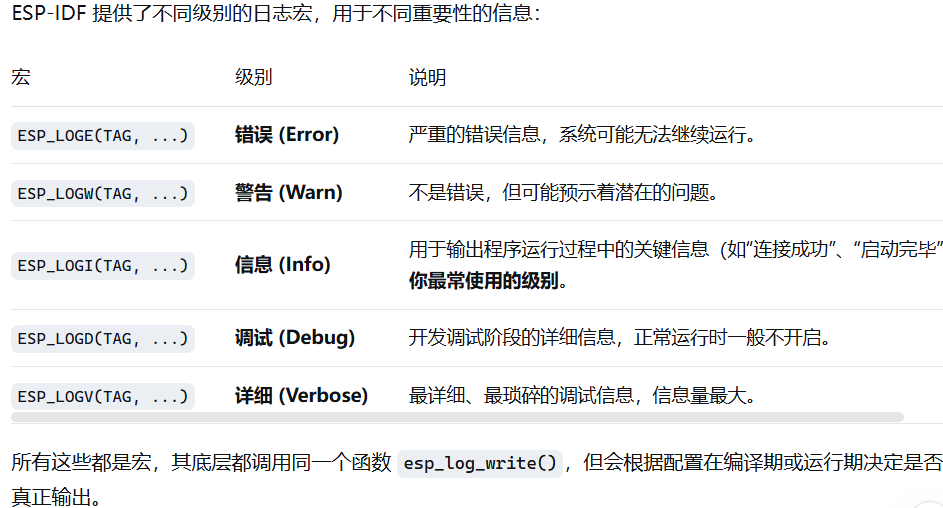 ESP-IDF 提供了不同级别的日志宏，用于不同重要性的信息：
宏 级别 说明
ESP_LOGE(TAG, ...) 错误 (Error) 严重的错误信息，系统可能无法继续运行。
ESP_LOGW(TAG, ...) 警告 (Warn) 不是错误，但可能预示着潜在的问题。
ESP_LOGI(TAG, ...) 信息 (Info) 用于输出程序运行过程中的关键信息（如“连接成功”、“启动完毕”
你最常使用的级别。
ESP_LOGD(TAG, ...) 调试 (Debug) 开发调试阶段的详细信息，正常运行时一般不开启。
ESP_LOGV(TAG, ...) 详细 (Verbose) 最详细、最琐碎的调试信息，信息量最大。
所有这些都是宏，其底层都调用同一个函数 esp_log_write()，但会根据配置在编译期或运行期决定是否
真正输出。